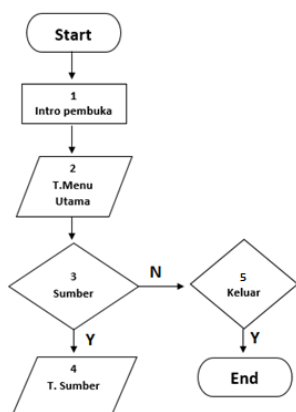 Start
1
Intro pembuka
2
T.Menu
Utama
3
Sumber
N
5
Keluar
Y
Y
4
T. Sumber
End